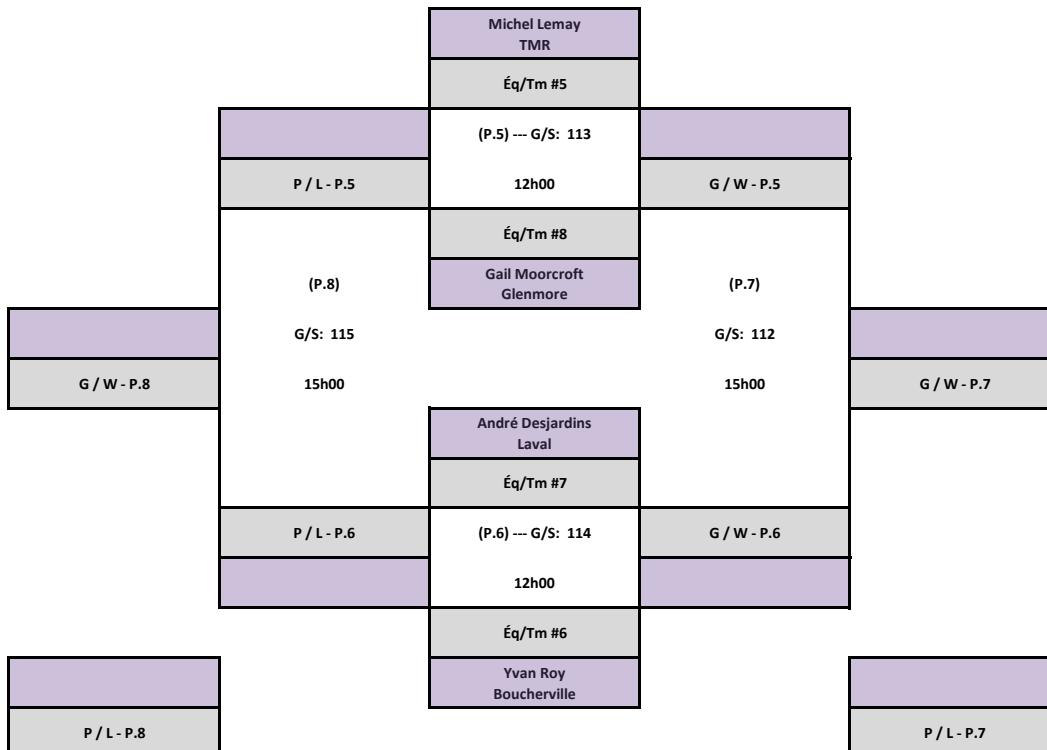 Michel Lemay
TMR
Éq/Tm #5
(P.5) --- G/S: 113
P / L - P.5
12h00
G / W - P.5
Éq/Tm #8
Gail Moorcroft
Glenmore
(P.8)
(P.7)
G/S: 115
G/S: 112
G / W - P.8
15h00
15h00
G / W - P.7
André Desjardins
Laval
Éq/Tm #7
P / L - P.6
(P.6) --- G/S: 114
G / W - P.6
12h00
Éq/Tm #6
Yvan Roy
Boucherville
P / L - P.8
P / L - P.7